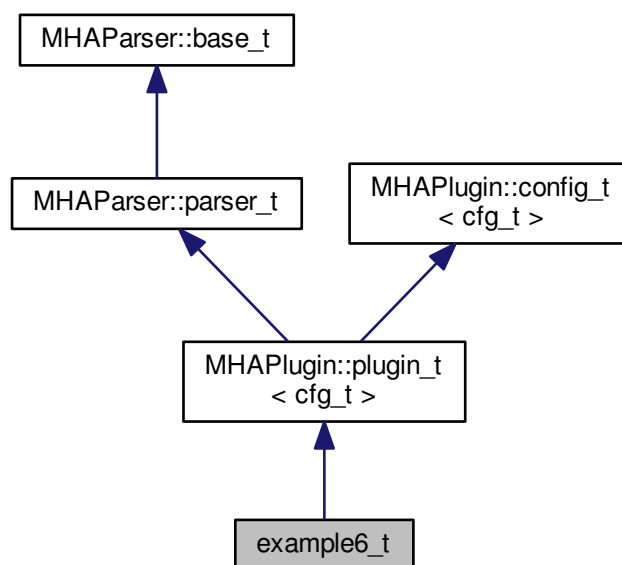 MHAParser::base_t
MHAParser::parser_t
MHAPlugin::config_t
< cfg_t >
MHAPlugin::plugin_t
< cfg_t >
example6_t